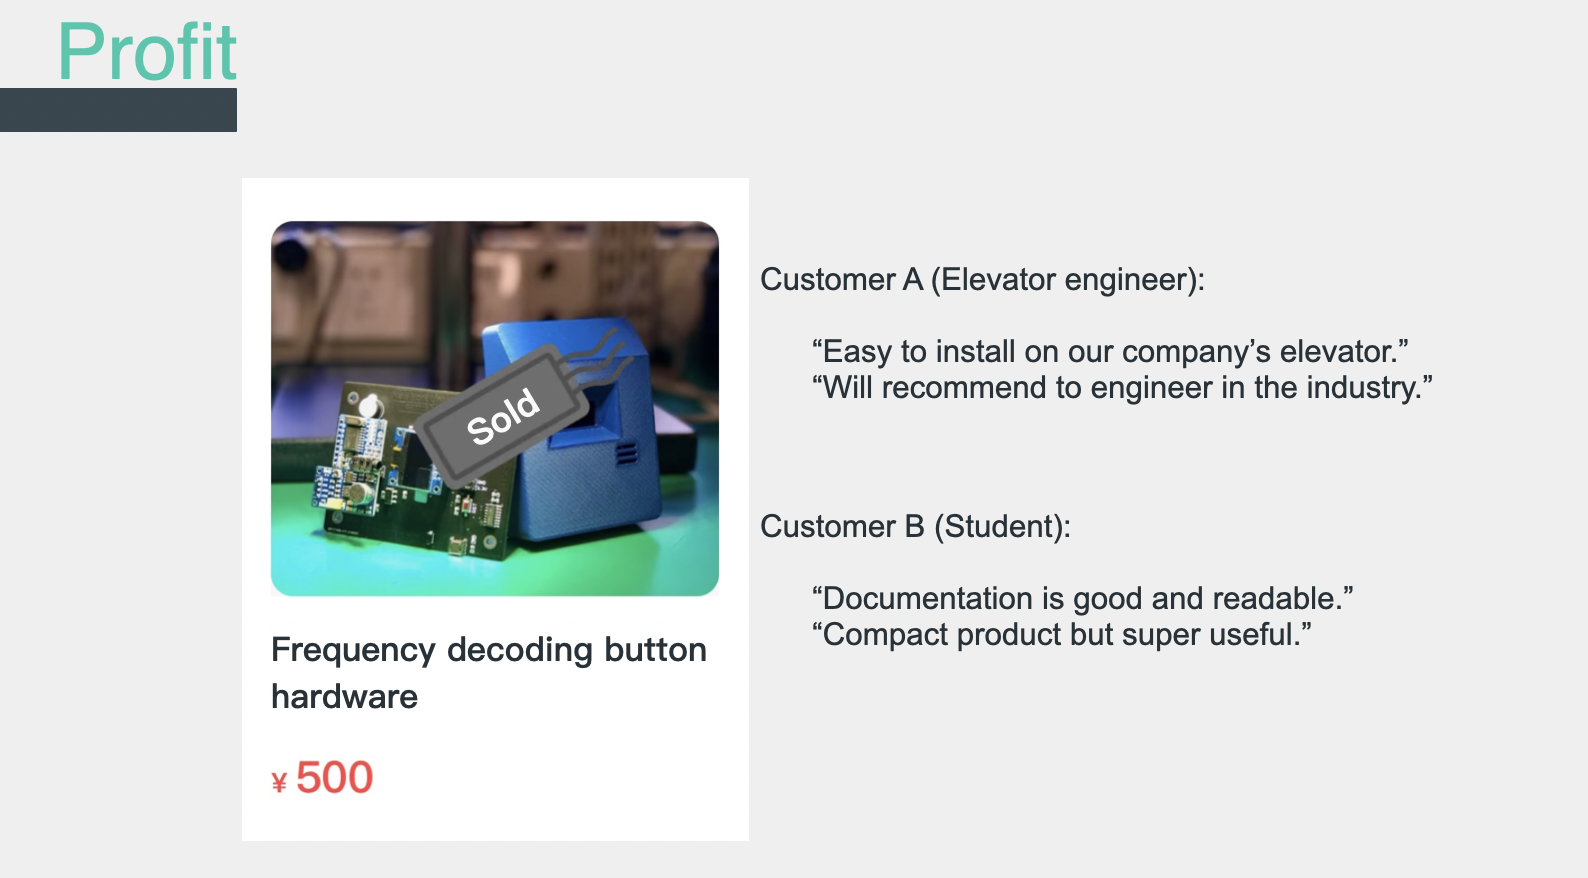 Profit
Sold
Frequency decoding button
hardware
¥ 500
Customer A (Elevator engineer):
“Easy to install on our company’s elevator.”
“Will recommend to engineer in the industry.”
Customer B (Student):
“Documentation is good and readable.”
“Compact product but super useful.”